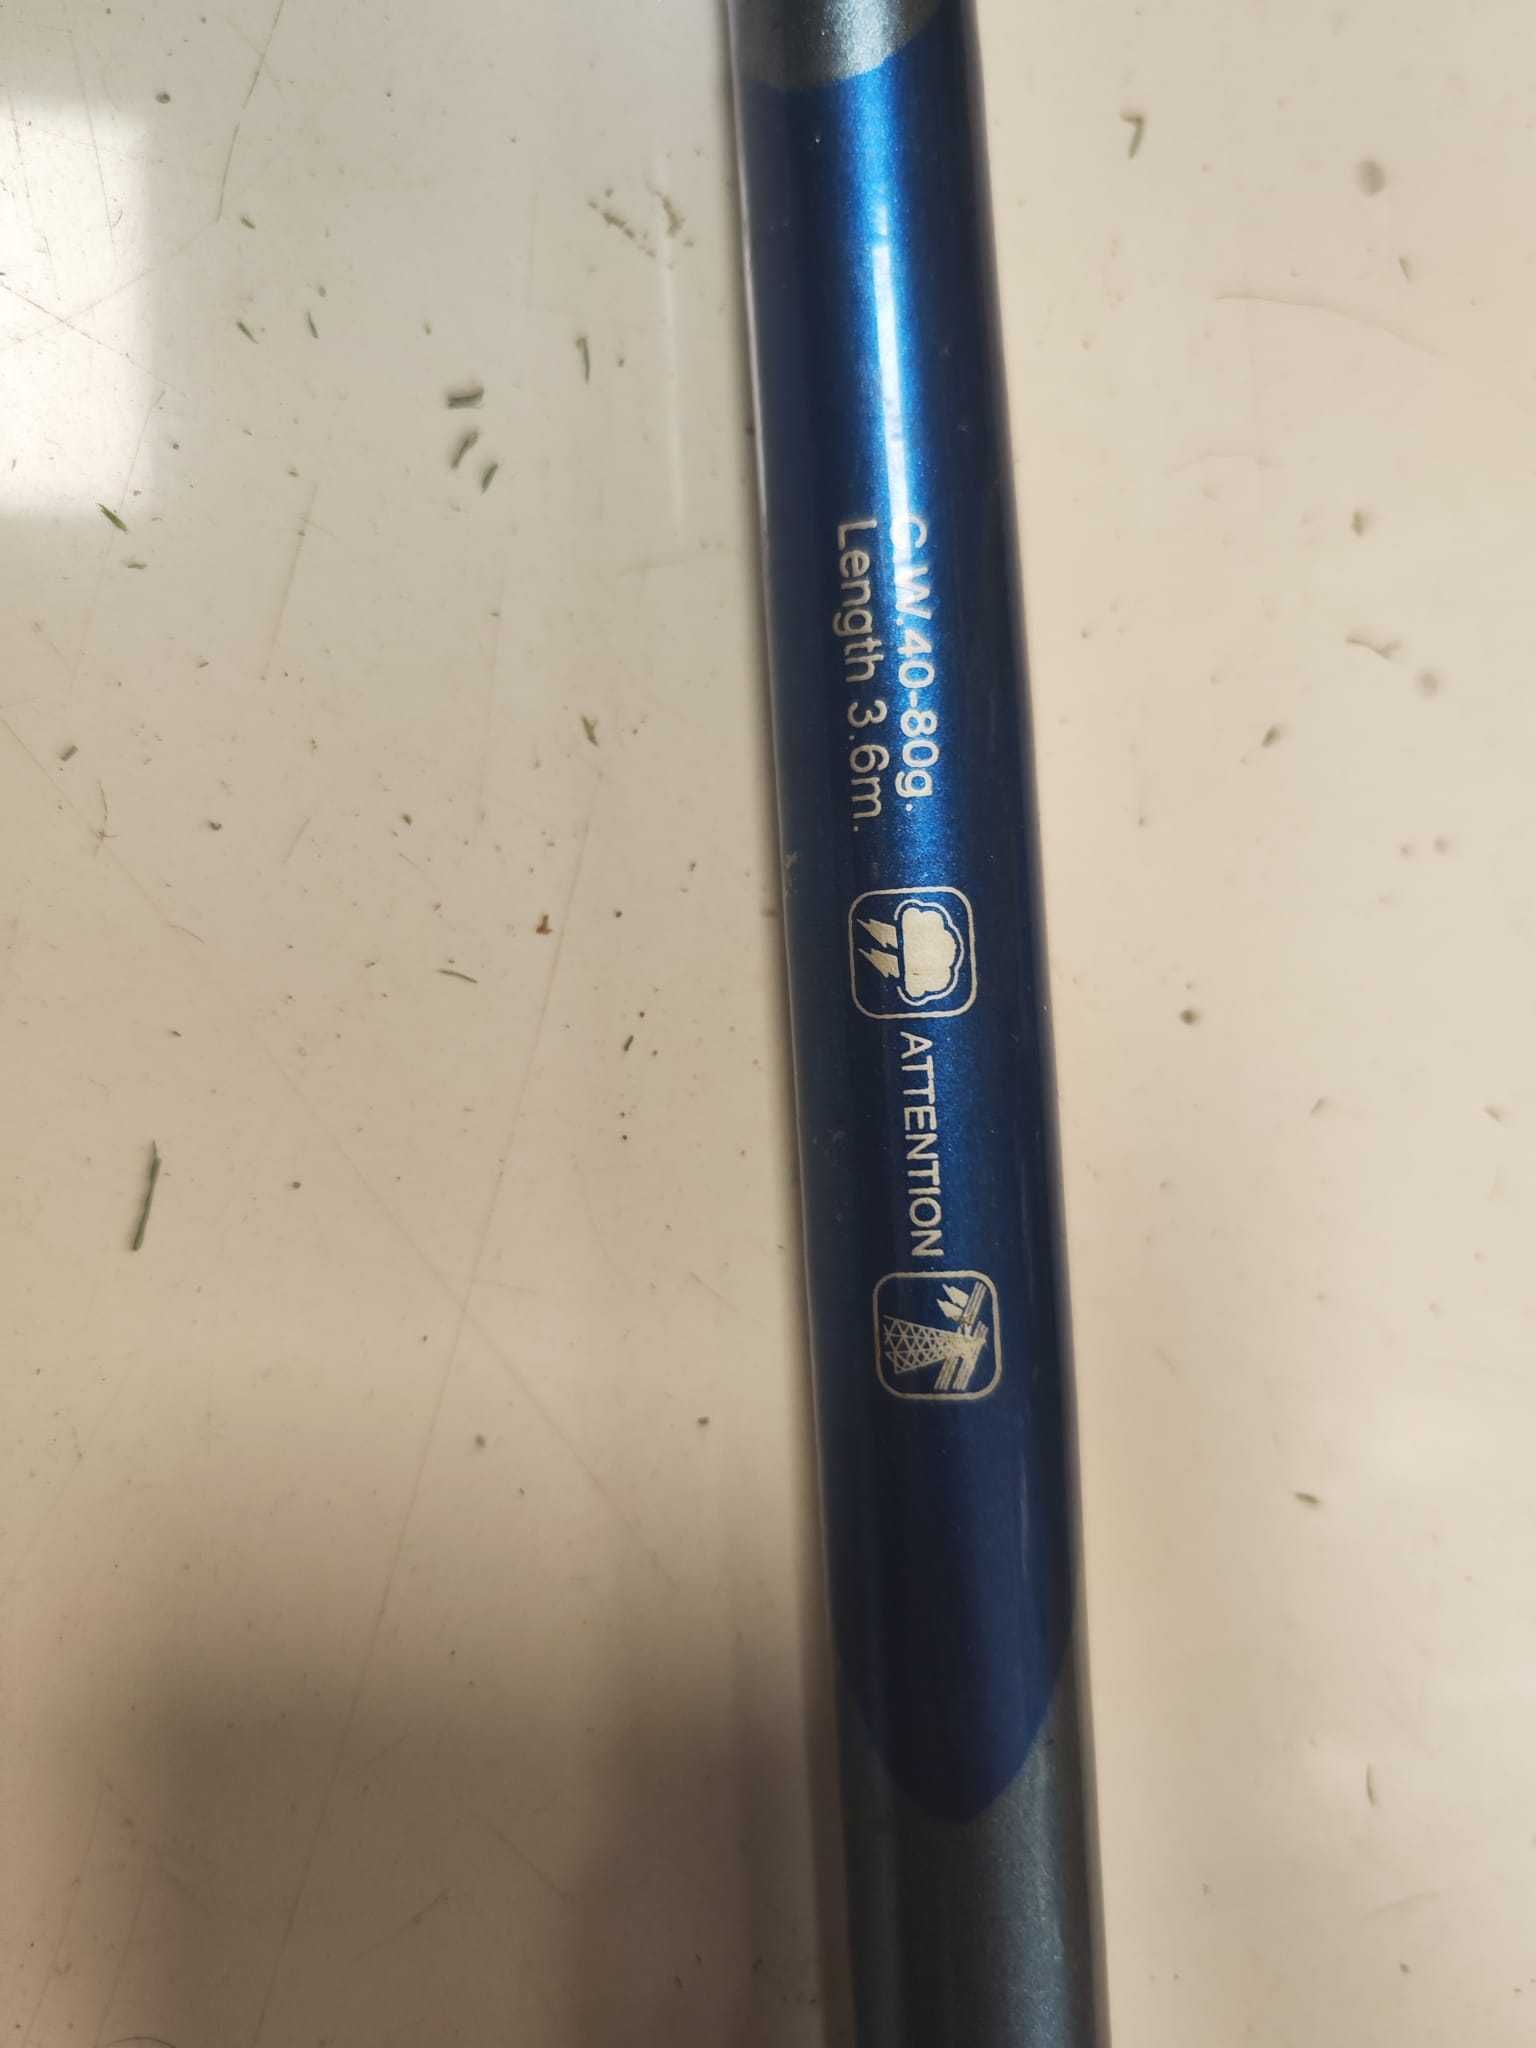 C.W.40-80g.
Length 3.6m.
ATTENTION